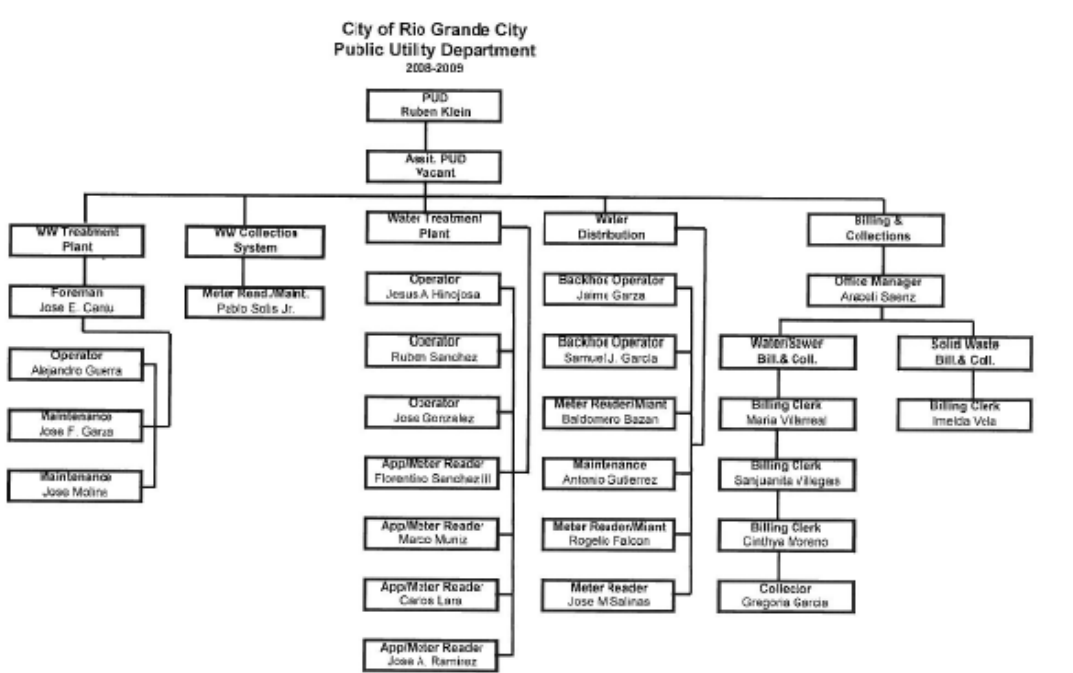 City of Rio Grande City
Public Utility Department
2008-2009
PUD
Ruben Klein
Assit. PUD
Vacant
WW Treatment
Plant
Foreman
Jose E. Cantu
Operator
Alejandro Guerra
Maintenance
Jose F. Garza
Maintenance
Jose Molina
WW Collection
System
Meter Read./Maint.
Pablo Solis Jr.
Water Treatment
Plant
Operator
Jesus A Hinojosa
Operator
Ruben Sanchez
Operator
Jose Gonzalez
App/Meter Reader
Florentino Sanchez III
App/Meter Reader
Marco Muniz
App/Meter Reader
Carlos Lara
App/Meter Reader
Jose A. Ramirez
Water
Distribution
Backhoe Operator
Jaime Garza
Backhoe Operator
Samuel J. Garcia
Meter Reader/Miant
Baldomero Bazan
Maintenance
Antonio Gutierrez
Meter Reader/Miant
Rogelio Falcon
Meter Reader
Jose M Salinas
Billing &
Collections
Office Manager
Araceli Saenz
Water/Sewer
Bill.& Coll.
Billing Clerk
Maria Villarreal
Billing Clerk
Sanjuanita Villegas
Billing Clerk
Cinthya Moreno
Collector
Gregoria Garcia
Solid Waste
Bill.& Coll.
Billing Clerk
Imelda Vela